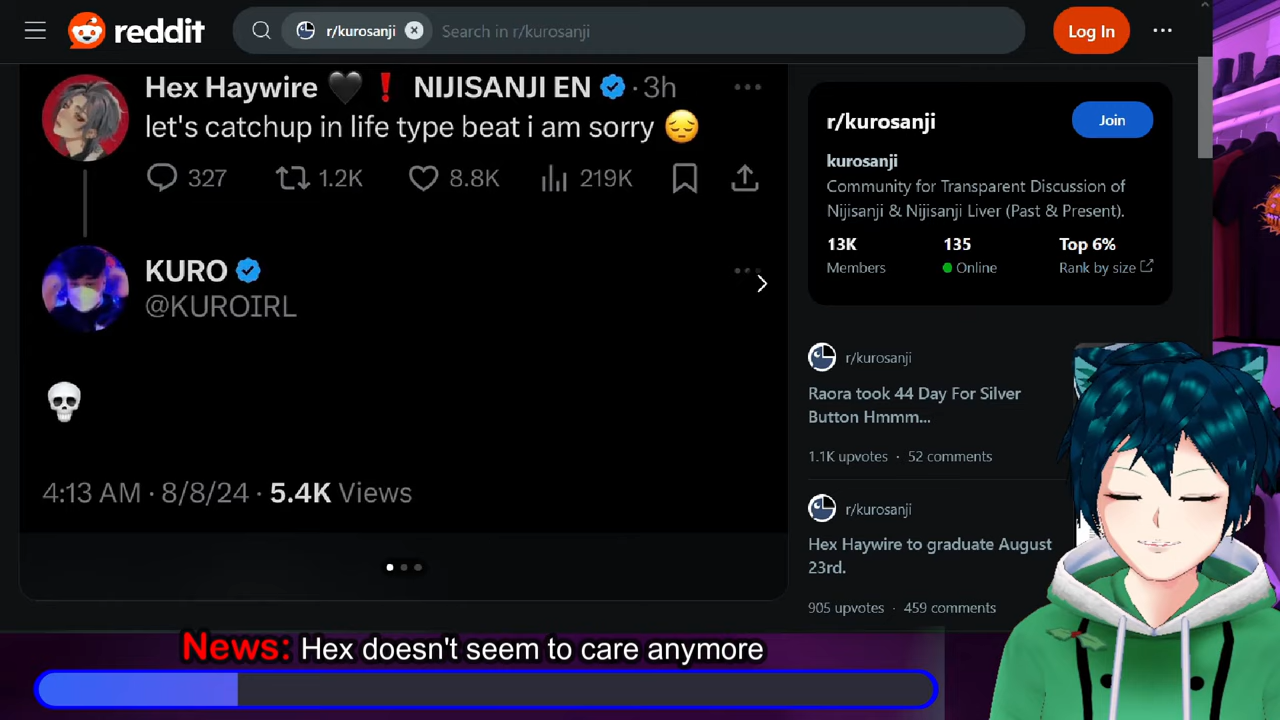 reddit
r/kurosanji
Search in r/kurosanji
Log In
Hex Haywire 🖤❗ NIJISANJI EN · 3h
let's catchup in life type beat i am sorry 😔
327 1.2K 8.8K 219K
KURO
@KUROIRL
💀
4:13 AM · 8/8/24 · 5.4K Views
r/kurosanji
Join
kurosanji
Community for Transparent Discussion of
Nijisanji & Nijisanji Liver (Past & Present).
13K 135 Top 6%
Members Online Rank by size
r/kurosanji
Raora took 44 Day For Silver
Button Hmmm...
1.1K upvotes · 52 comments
r/kurosanji
Hex Haywire to graduate August
23rd.
905 upvotes · 459 comments
News: Hex doesn't seem to care anymore